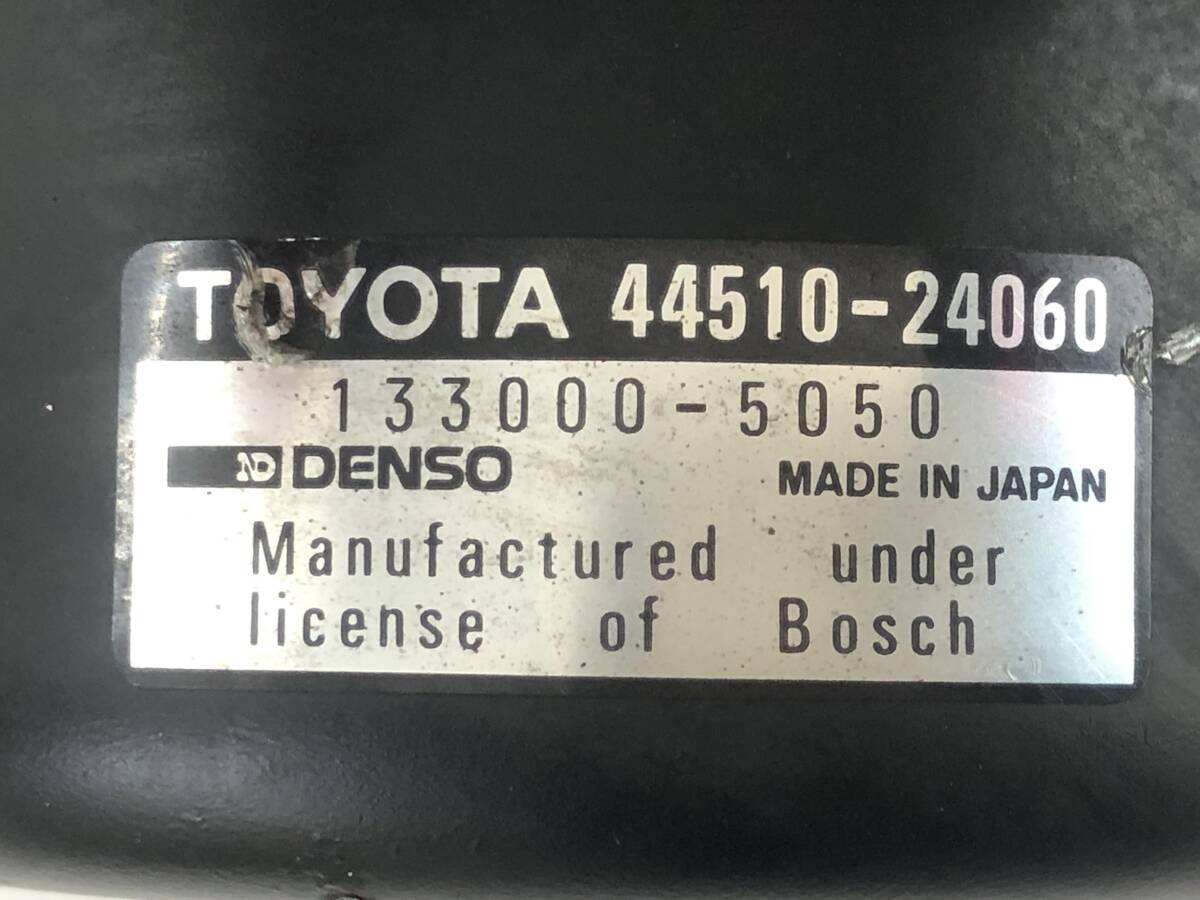 TOYOTA 44510-24060
133000-5050
ND DENSO MADE IN JAPAN
Manufactured under
license of Bosch